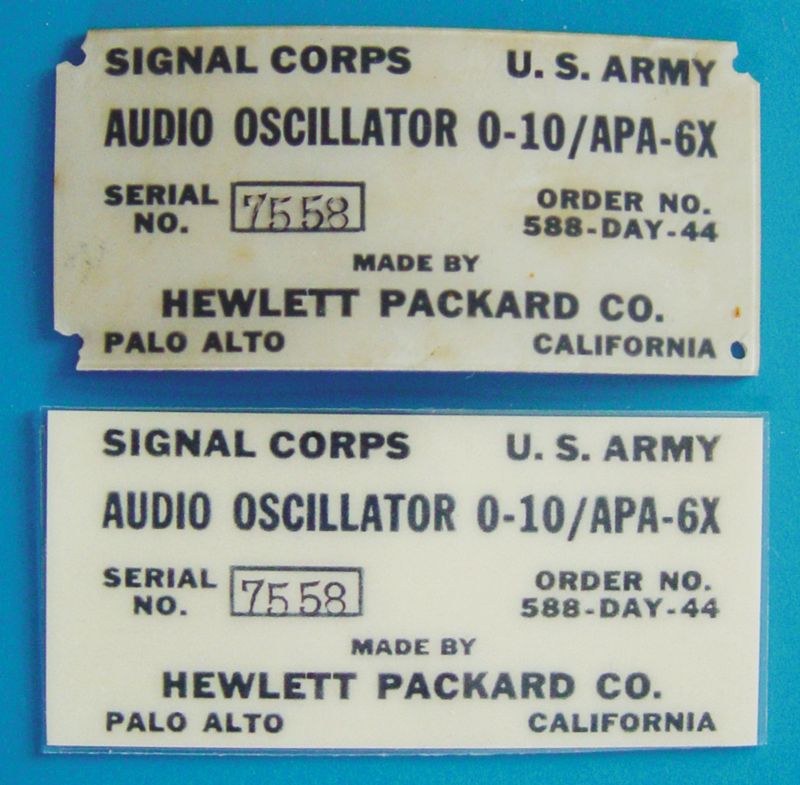 SIGNAL CORPS U. S. ARMY
AUDIO OSCILLATOR O-10/APA-6X
SERIAL NO. 7558 ORDER NO. 588-DAY-44
MADE BY
HEWLETT PACKARD CO.
PALO ALTO CALIFORNIA
SIGNAL CORPS U. S. ARMY
AUDIO OSCILLATOR O-10/APA-6X
SERIAL NO. 7558 ORDER NO. 588-DAY-44
MADE BY
HEWLETT PACKARD CO.
PALO ALTO CALIFORNIA